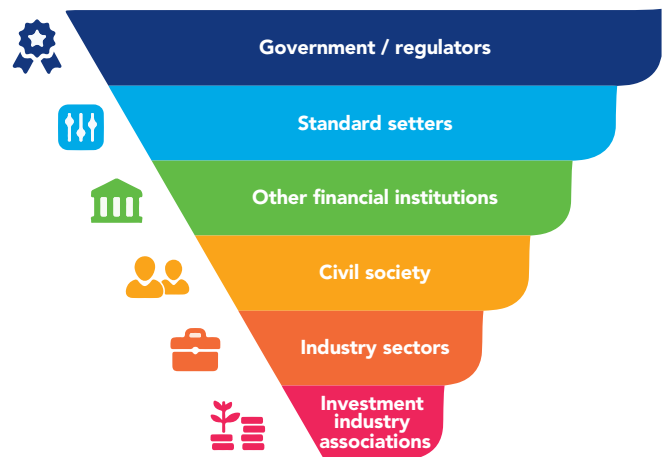 Government / regulators
Standard setters
Other financial institutions
Civil society
Industry sectors
Investment
industry
associations